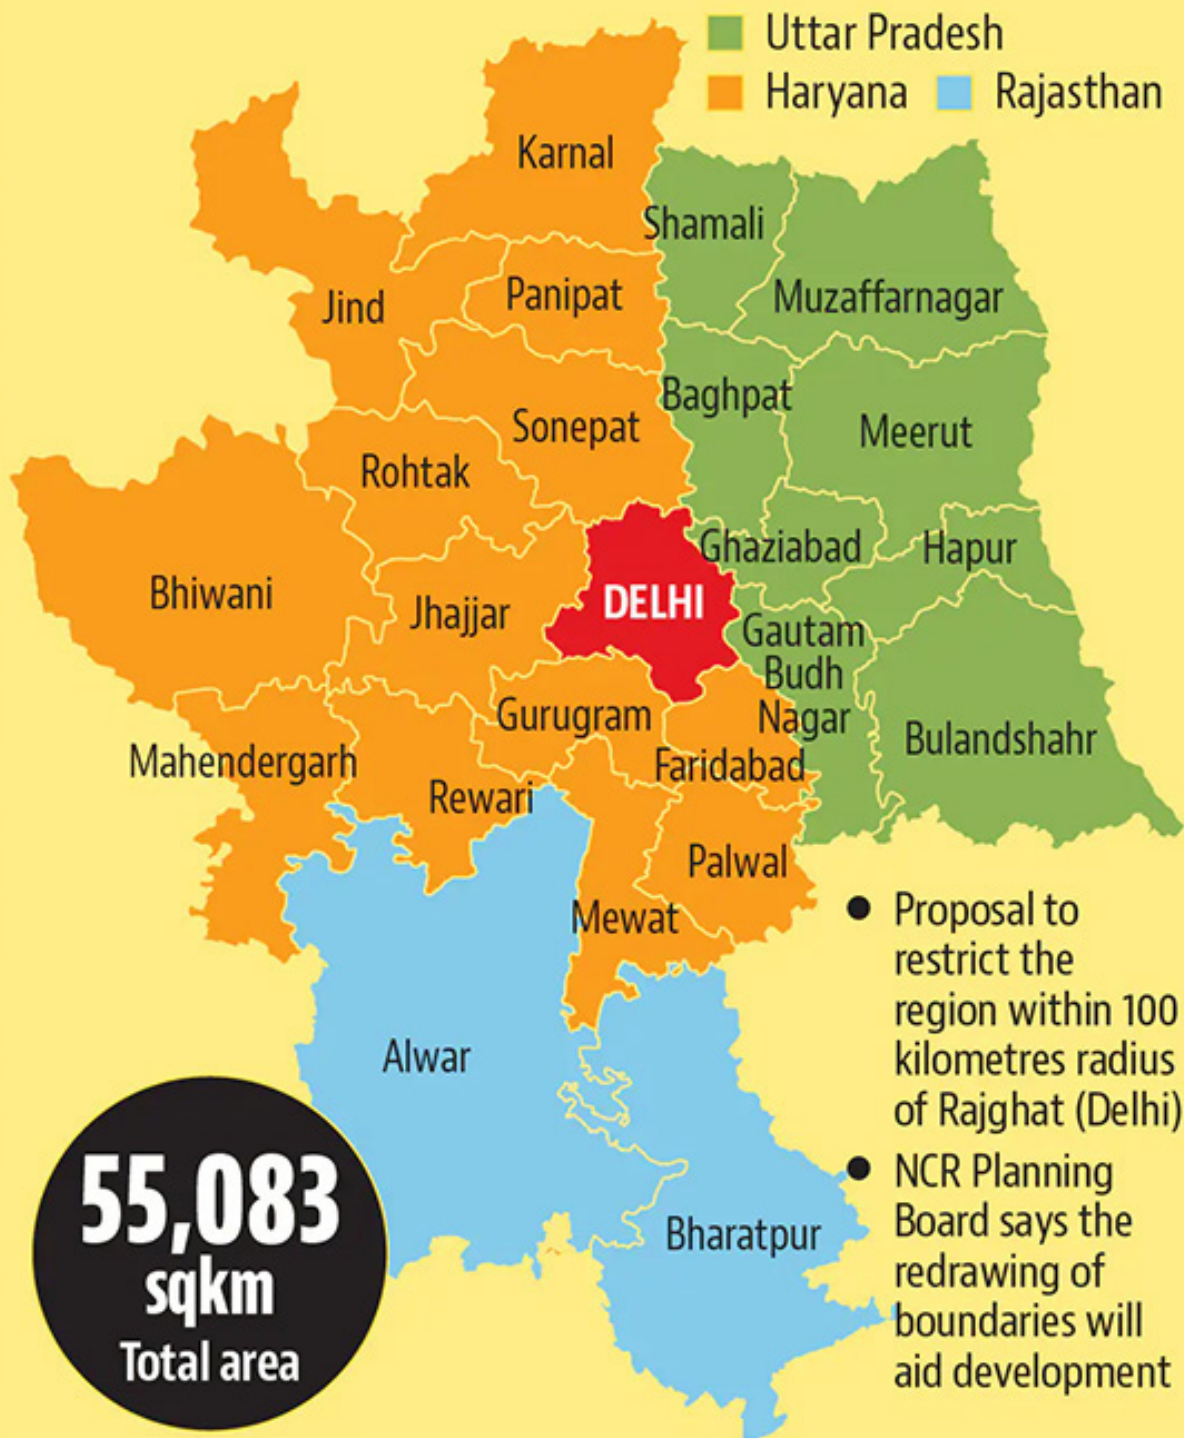 Uttar Pradesh
Haryana
Rajasthan
Karnal
Shamali
Muzaffarnagar
Jind
Panipat
Baghpat
Meerut
Sonepat
Rohtak
Ghaziabad
Hapur
Bhiwani
Jhajjar
DELHI
Gautam
Budh
Nagar
Gurugram
Bulandshahr
Mahendergarh
Faridabad
Rewari
Palwal
Mewat
Alwar
Bharatpur
● Proposal to
restrict the
region within 100
kilometres radius
of Rajghat (Delhi)
● NCR Planning
Board says the
redrawing of
boundaries will
aid development
55,083
sqkm
Total area